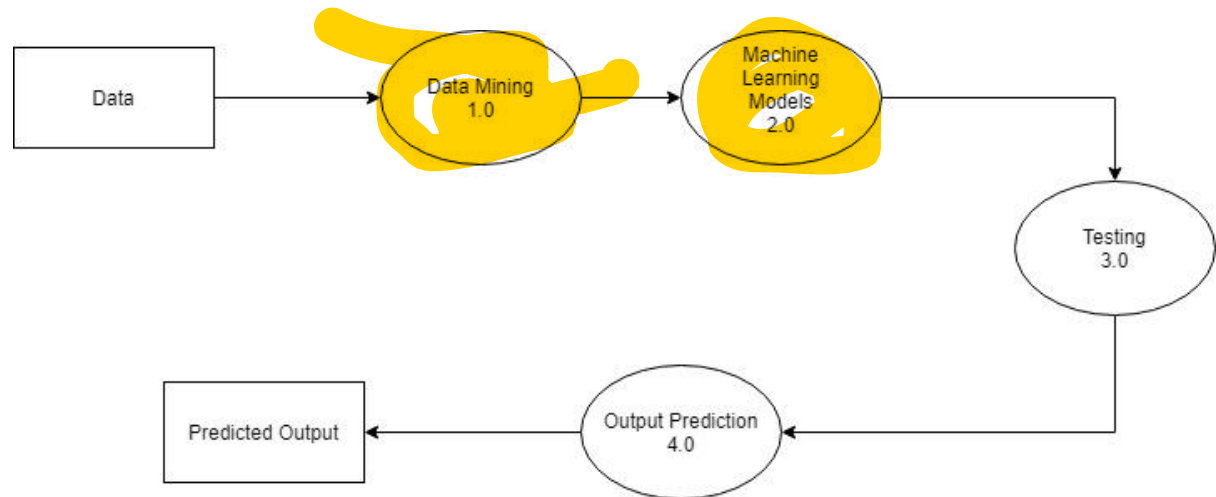 Data
Data Mining
1.0
Machine
Learning
Models
2.0
Testing
3.0
Output Prediction
4.0
Predicted Output